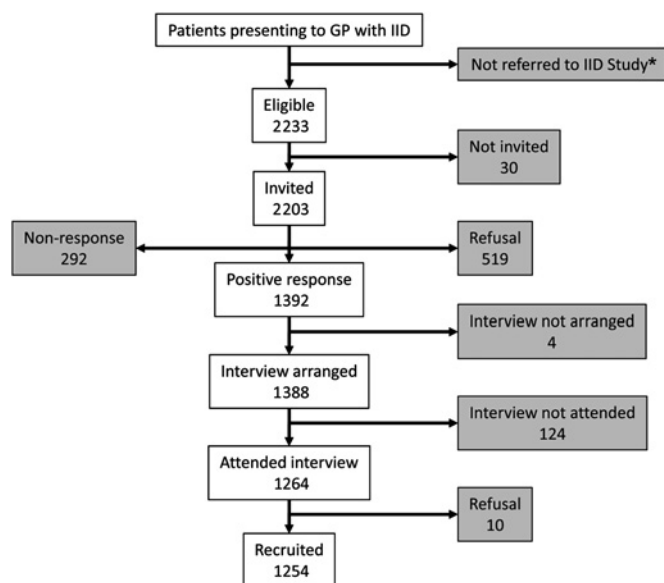 Patients presenting to GP with IID
Not referred to IID Study*
Eligible
2233
Not invited
30
Invited
2203
Non-response
292
Refusal
519
Positive response
1392
Interview not arranged
4
Interview arranged
1388
Interview not attended
124
Attended interview
1264
Refusal
10
Recruited
1254